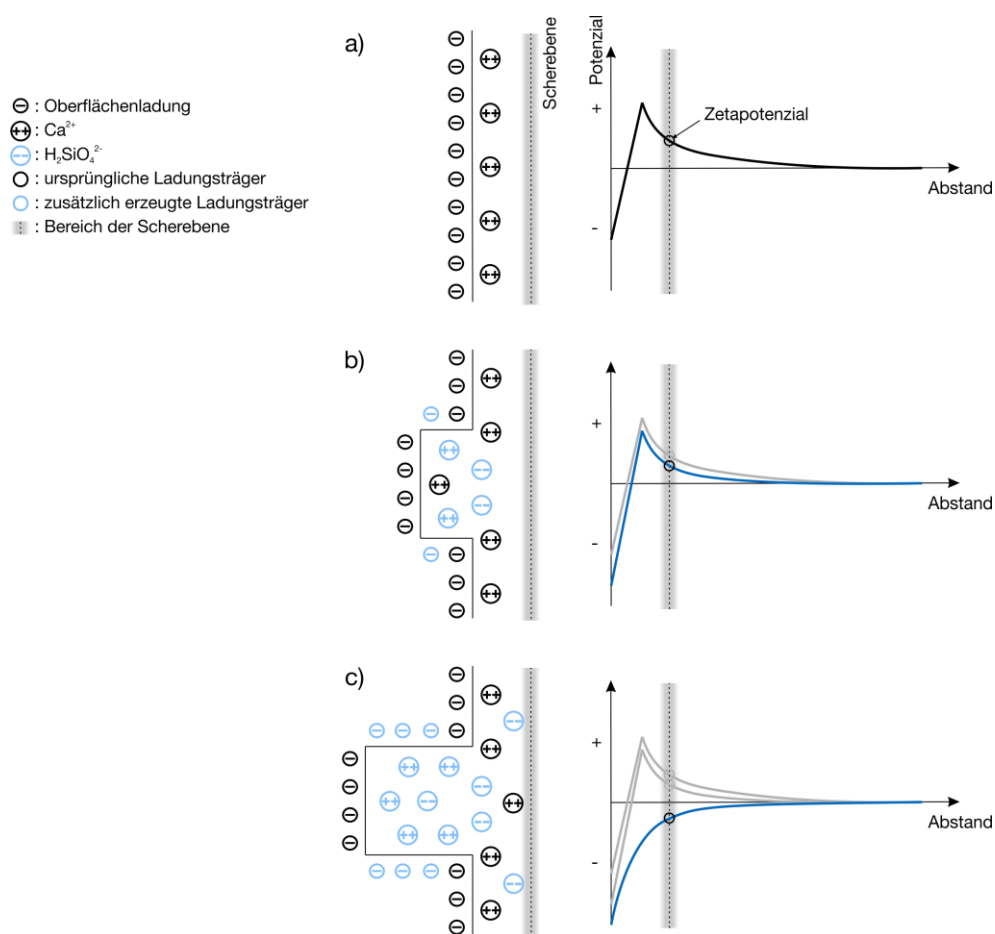 a)
Scherebene
Potenzial
+
Zetapotenzial
Abstand
-
⊖ : Oberflächenladung
++ : Ca²⁺
-- : H₂SiO₄²⁻
: ursprüngliche Ladungsträger
: zusätzlich erzeugte Ladungsträger
: Bereich der Scherebene
b)
+
Abstand
-
c)
+
Abstand
-